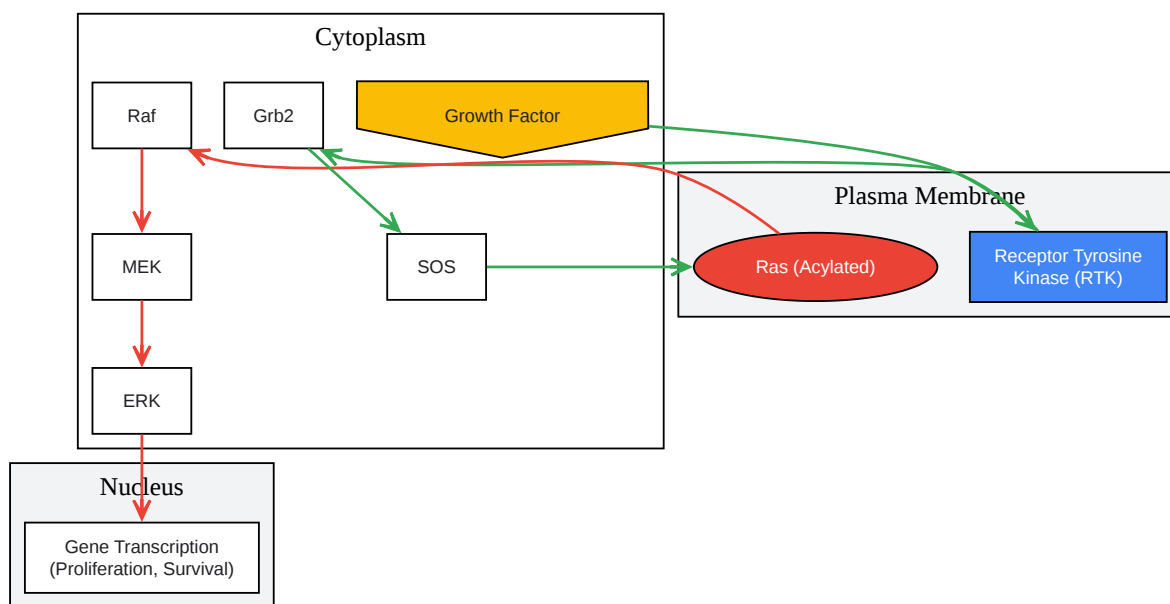 Cytoplasm
Raf
Grb2
Growth Factor
Plasma Membrane
MEK
SOS
Ras (Acylated)
Receptor Tyrosine
Kinase (RTK)
ERK
Nucleus
Gene Transcription
(Proliferation, Survival)